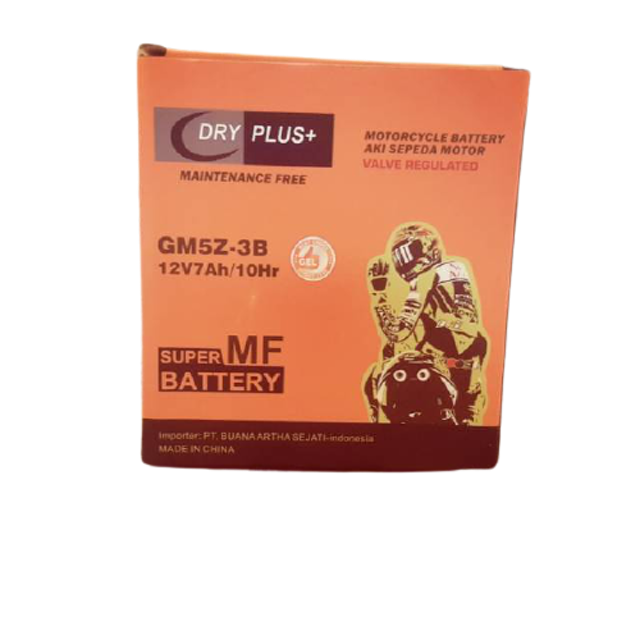 DRY PLUS+
MAINTENANCE FREE
MOTORCYCLE BATTERY
AKI SEPEDA MOTOR
VALVE REGULATED
GM5Z-3B
12V7Ah/10Hr
GEL
SUPER MF
BATTERY
Importer: PT. BUANA ARTHA SEJATI-indonesia
MADE IN CHINA